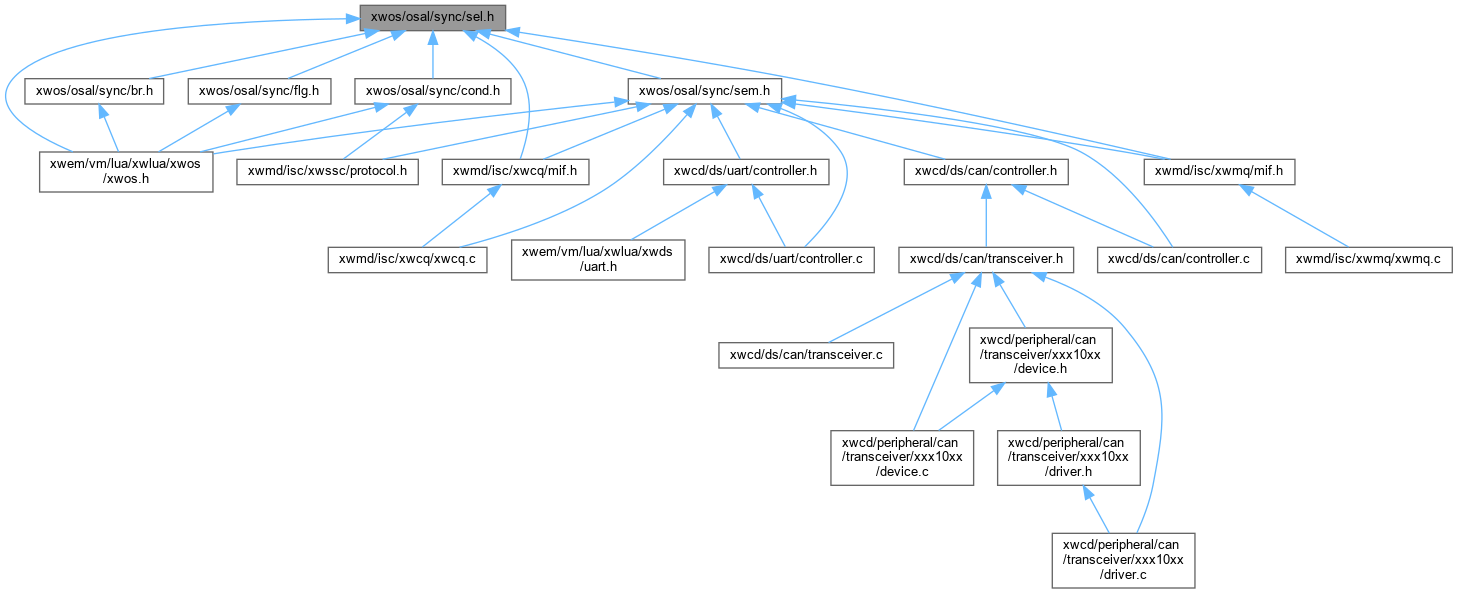 xwos/osal/sync/sel.h
xwos/osal/sync/br.h
xwos/osal/sync/flg.h
xwos/osal/sync/cond.h
xwos/osal/sync/sem.h
xwem/vm/lua/xwlua/xwos
/xwos.h
xwmd/isc/xwssc/protocol.h
xwmd/isc/xwcq/mif.h
xwcd/ds/uart/controller.h
xwcd/ds/can/controller.h
xwmd/isc/xwmq/mif.h
xwmd/isc/xwcq/xwcq.c
xwem/vm/lua/xwlua/xwds
/uart.h
xwcd/ds/uart/controller.c
xwcd/ds/can/transceiver.h
xwcd/ds/can/controller.c
xwmd/isc/xwmq/xwmq.c
xwcd/ds/can/transceiver.c
xwcd/peripheral/can
/transceiver/xxx10xx
/device.h
xwcd/peripheral/can
/transceiver/xxx10xx
/device.c
xwcd/peripheral/can
/transceiver/xxx10xx
/driver.h
xwcd/peripheral/can
/transceiver/xxx10xx
/driver.c